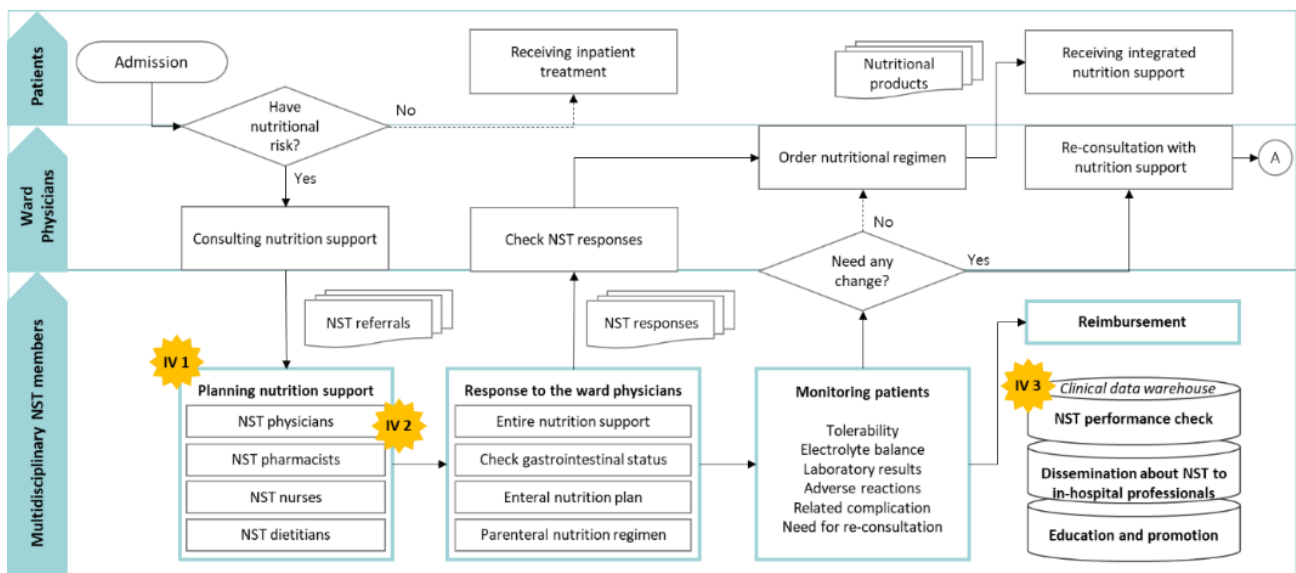 Patients
Admission
Have
nutritional
risk?
No
Yes
Receiving inpatient
treatment
Nutritional
products
Receiving integrated
nutrition support
Ward
Physicians
Consulting nutrition support
Check NST responses
Order nutritional regimen
Re-consultation with
nutrition support
A
No
Need any
change?
Yes
Multidisciplinary NST members
NST referrals
NST responses
Reimbursement
IV 1
Planning nutrition support
NST physicians
NST pharmacists
NST nurses
NST dietitians
IV 2
Response to the ward physicians
Entire nutrition support
Check gastrointestinal status
Enteral nutrition plan
Parenteral nutrition regimen
Monitoring patients
Tolerability
Electrolyte balance
Laboratory results
Adverse reactions
Related complication
Need for re-consultation
IV 3
Clinical data warehouse
NST performance check
Dissemination about NST to
in-hospital professionals
Education and promotion